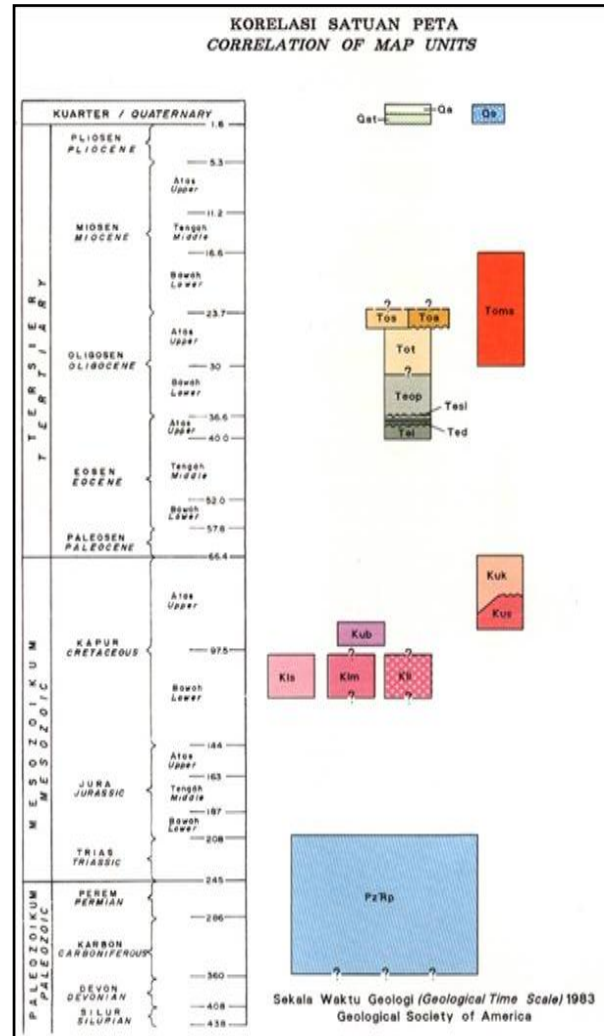 KORELASI SATUAN PETA
CORRELATION OF MAP UNITS
KUARTER / QUATERNARY
1.6
PLIOSEN
PLIOCENE
5.3
Atas
Upper
11.2
MIOSEN
MIOCENE
Tengah
Middle
16.6
Bawah
Lower
23.7
Atas
Upper
OLIGOSEN
OLIGOCENE
30
Bawah
Lower
36.6
Atas
Upper
40.0
EOSEN
EOCENE
Tengah
Middle
52.0
Bawah
Lower
57.8
PALEOSEN
PALEOCENE
66.4
TERSIER
TERTIARY
Atas
Upper
KAPUR
CRETACEOUS
97.5
Bawah
Lower
144
Atas
Upper
163
JURA
JURASSIC
Tengah
Middle
187
Bawah
Lower
208
TRIAS
TRIASSIC
245
MESOZOIKUM
MESOZOIC
PEREM
PERMIAN
286
KARBON
CARBONIFEROUS
360
DEVON
DEVONIAN
408
SILUR
SILUPIAN
438
PALEOZOIKUM
PALEOZOIC
Qa
Qat
? ?
Tos Toa
Toms
Tot
?
Teop
Tesl
Ted
Tel
Kuk
Kus
Kub
? ?
Kls Klm Kli
? ?
PzTRp
? ? ?
Sekala Waktu Geologi (Geological Time Scale) 1983
Geological Society of America